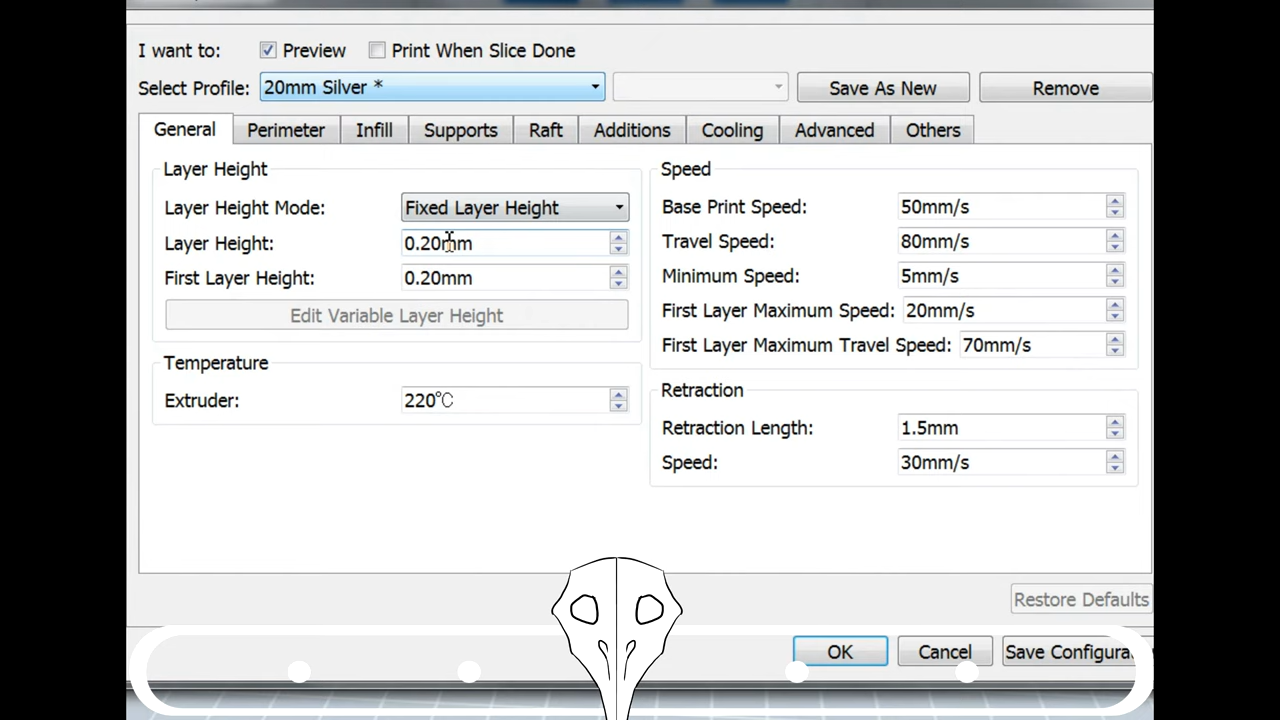 I want to: Preview Print When Slice Done
Select Profile: 20mm Silver * Save As New Remove
General Perimeter Infill Supports Raft Additions Cooling Advanced Others
Layer Height
Layer Height Mode: Fixed Layer Height
Layer Height: 0.20mm
First Layer Height: 0.20mm
Edit Variable Layer Height
Temperature
Extruder: 220℃
Speed
Base Print Speed: 50mm/s
Travel Speed: 80mm/s
Minimum Speed: 5mm/s
First Layer Maximum Speed: 20mm/s
First Layer Maximum Travel Speed: 70mm/s
Retraction
Retraction Length: 1.5mm
Speed: 30mm/s
Restore Defaults
OK Cancel Save Configura